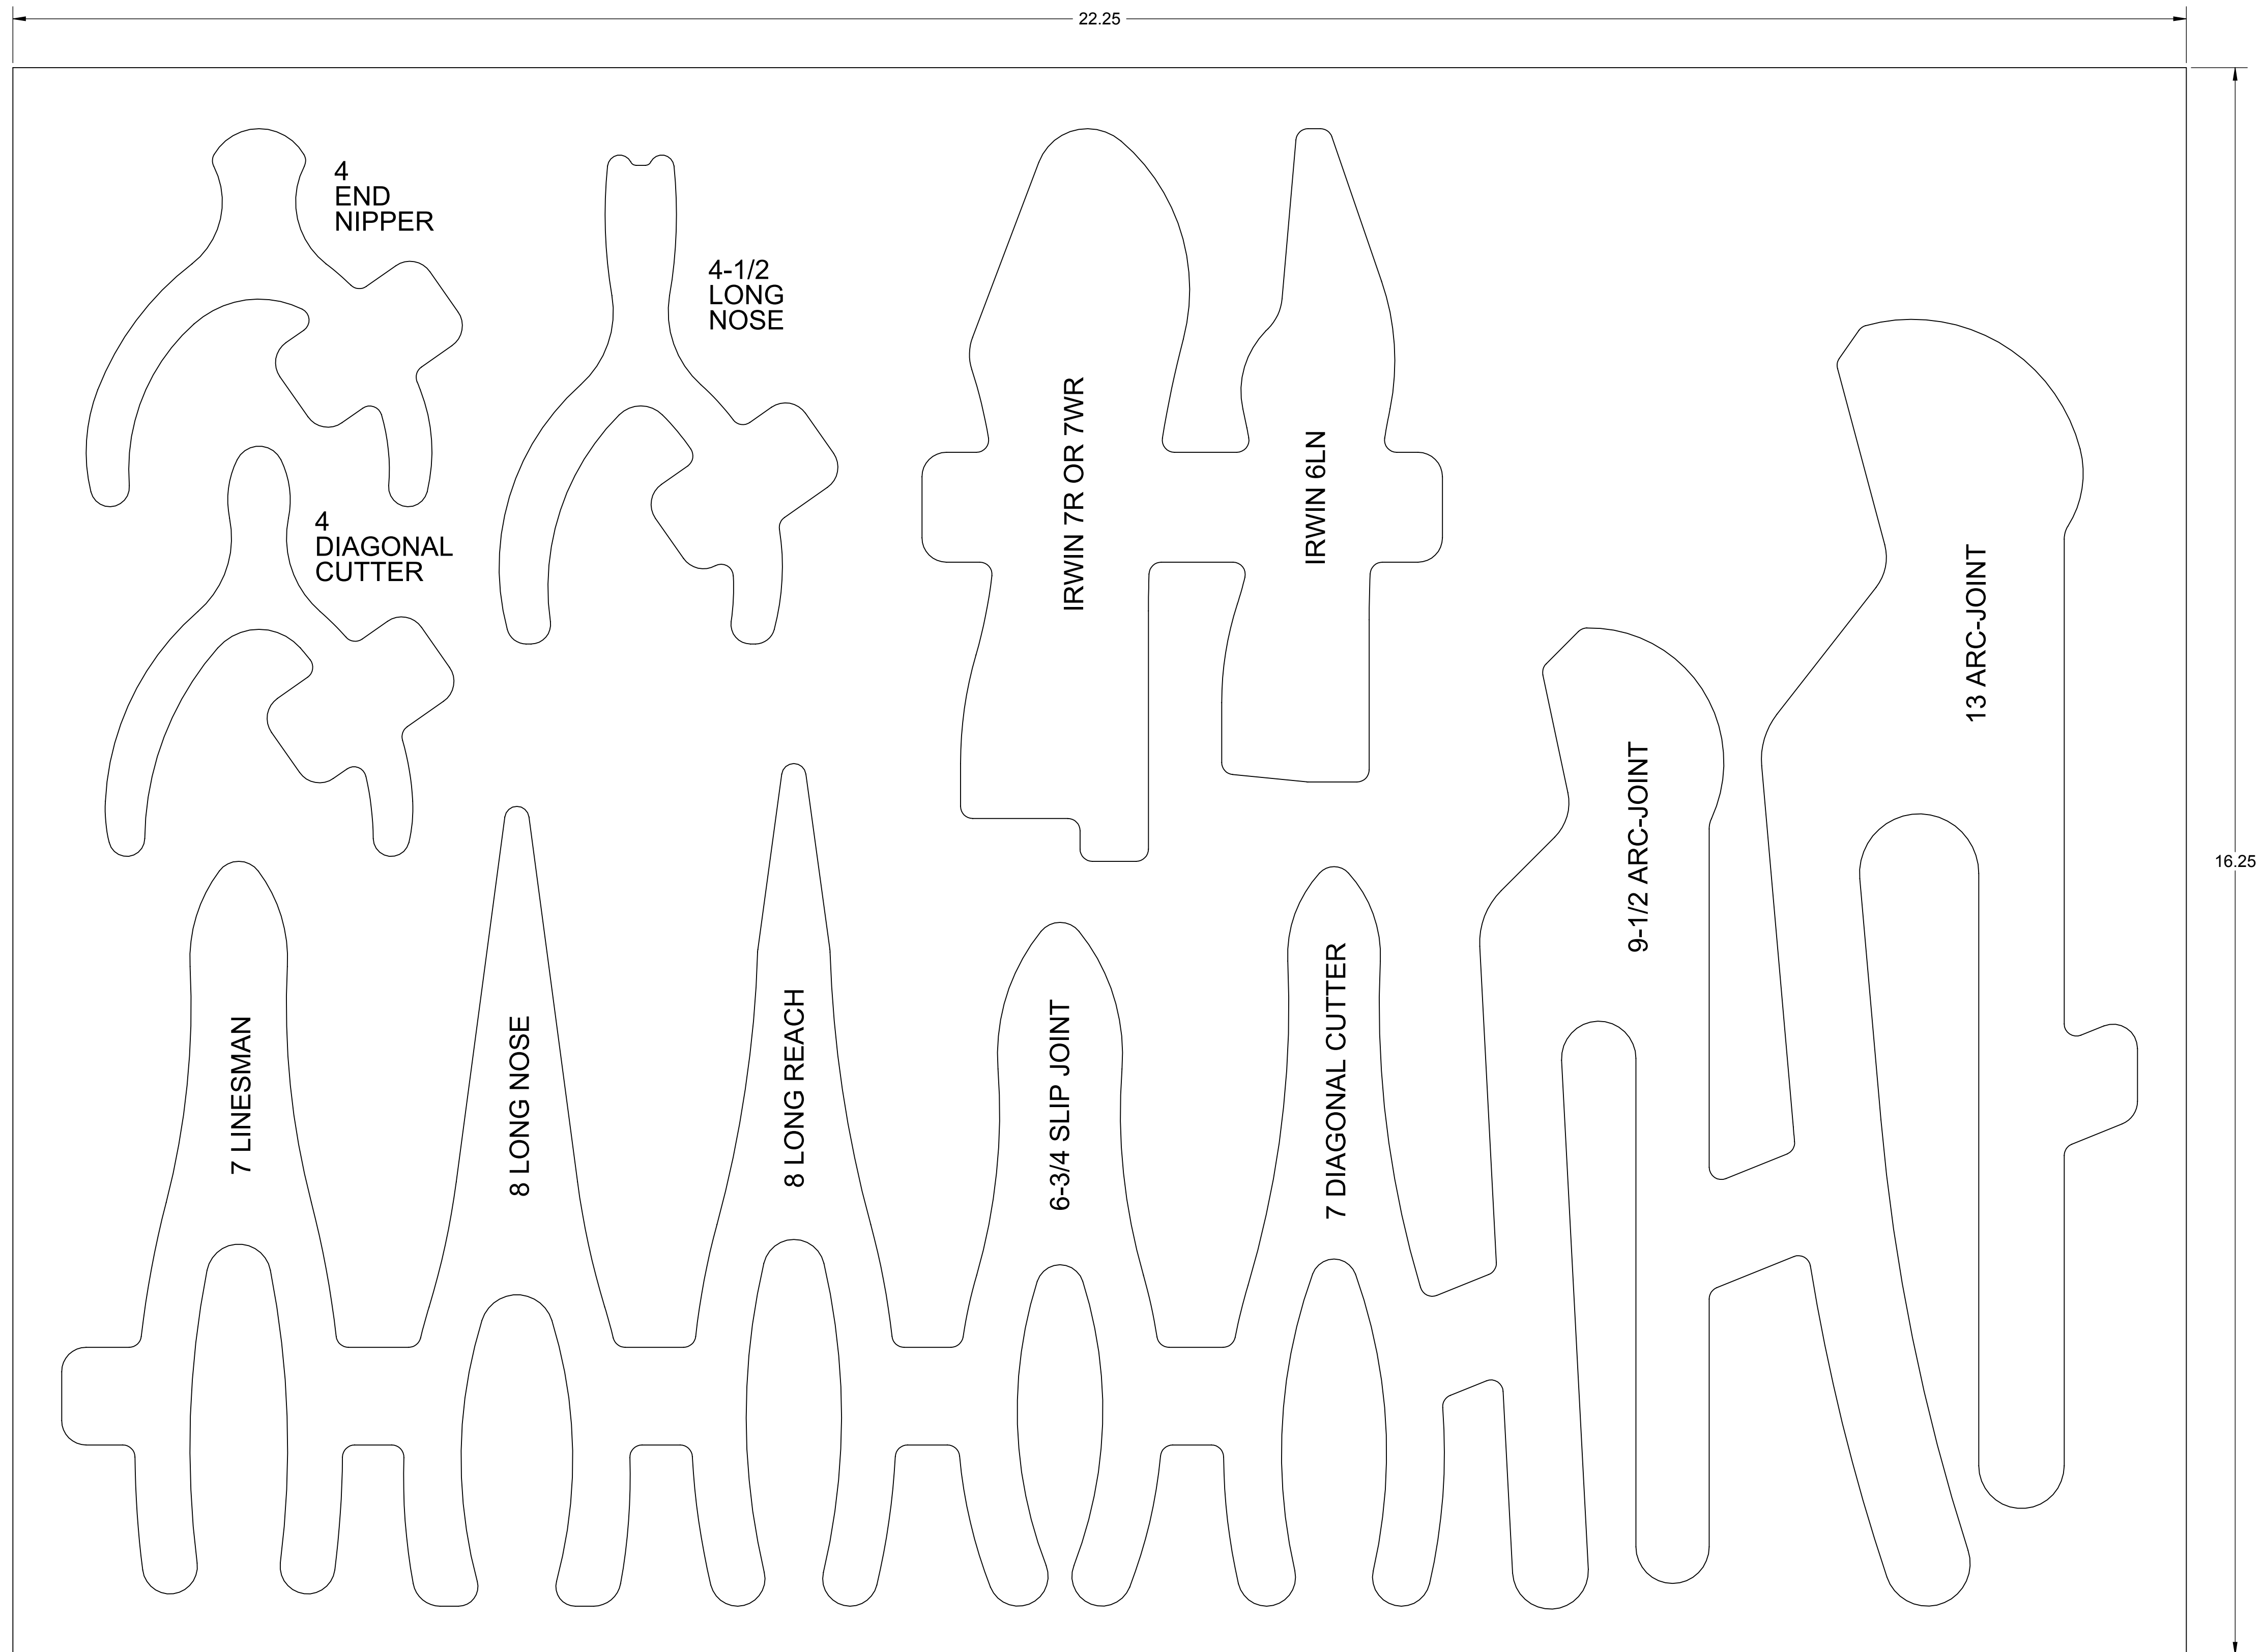 22.25
4
END
NIPPER
4-1/2
LONG
NOSE
IRWIN 7R OR 7WR
IRWIN 6LN
4
DIAGONAL
CUTTER
13 ARC-JOINT
9-1/2 ARC-JOINT
16.25
7 LINESMAN
8 LONG NOSE
8 LONG REACH
6-3/4 SLIP JOINT
7 DIAGONAL CUTTER